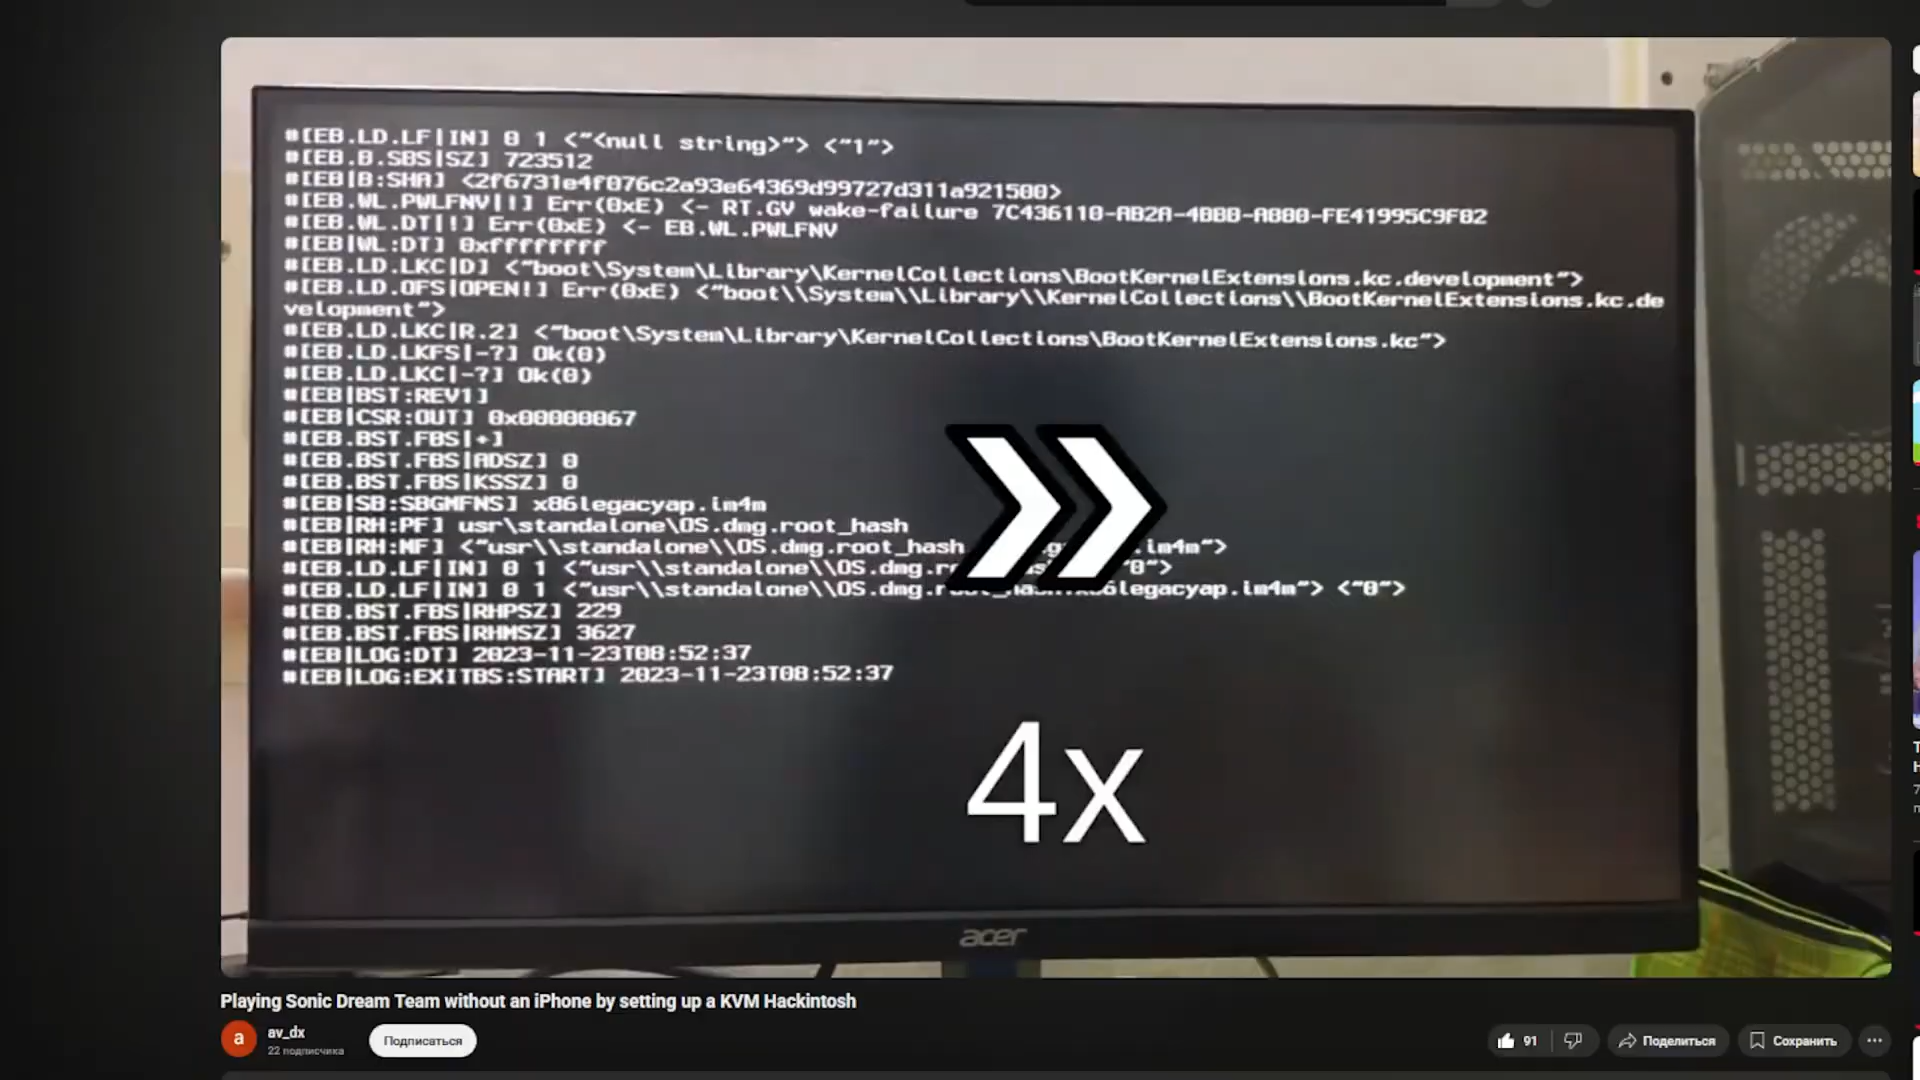 #[EB.LD.LF|IN] 0 1 <"<null string>"> <"1">
#[EB.B.SBS|SZ] 723512
#[EB|B:SHA] <2f6731e4f076c2a93e64369d99727d311a921500>
#[EB.WL.PWLFNV|!] Err(0xE) <- RT.GV wake-failure 7C436110-AB2A-4BBB-A880-FE41995C9F82
#[EB.WL.DT|!] Err(0xE) <- EB.WL.PWLFNV
#[EB|WL:DT] 0xffffffff
#[EB.LD.LKC|D] <"boot\System\Library\KernelCollections\BootKernelExtensions.kc.development">
#[EB.LD.OFS|OPEN!] Err(0xE) <"boot\\System\\Library\\KernelCollections\\BootKernelExtensions.kc.de
velopment">
#[EB.LD.LKC|R.2] <"boot\System\Library\KernelCollections\BootKernelExtensions.kc">
#[EB.LD.LKFS|-?] Ok(0)
#[EB.LD.LKC|-?] Ok(0)
#[EB|BST:REV1]
#[EB|CSR:OUT] 0x00000067
#[EB.BST.FBS|+]
#[EB.BST.FBS|ADSZ] 0
#[EB.BST.FBS|KSSZ] 0
#[EB|SB:SBGMFNS] x86legacyap.im4m
#[EB|RH:PF] usr\standalone\OS.dmg.root_hash
#[EB|RH:MF] <"usr\\standalone\\OS.dmg.root_hash .im4m">
#[EB.LD.LF|IN] 0 1 <"usr\\standalone\\OS.dmg. "0">
#[EB.LD.LF|IN] 0 1 <"usr\\standalone\\OS.dmg.root_hash.x86legacyap.im4m"> <"0">
#[EB.BST.FBS|RHPSZ] 229
#[EB.BST.FBS|RHMSZ] 3627
#[EB|LOG:DT] 2023-11-23T08:52:37
#[EB|LOG:EXITBS:START] 2023-11-23T08:52:37
4x
acer
Playing Sonic Dream Team without an iPhone by setting up a KVM Hackintosh
a
av_dx
22 подписчика
Подписаться
91
Поделиться
Сохранить